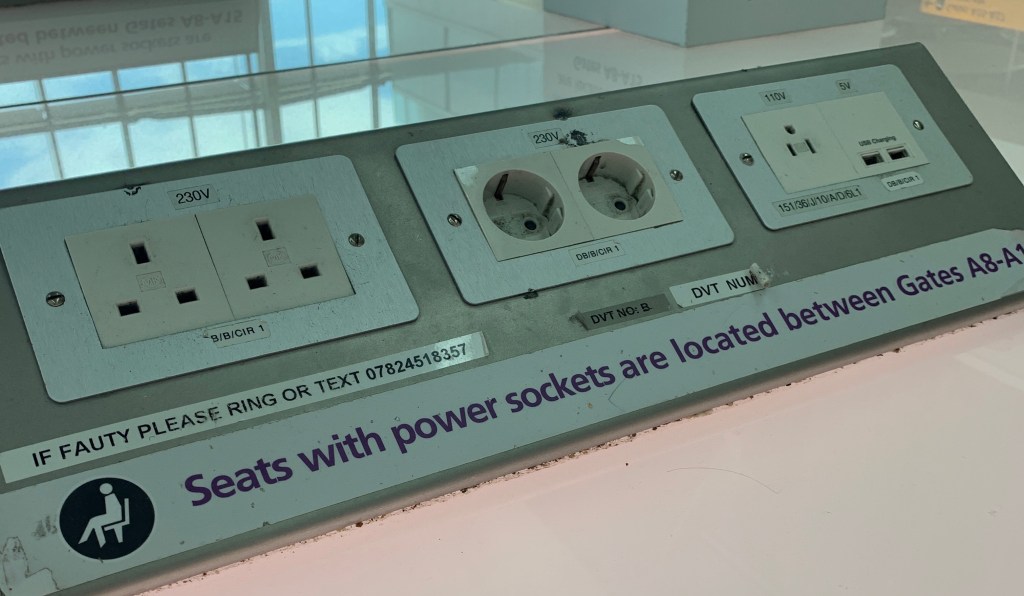 230V
B/B/CIR 1
230V
DB/B/CIR 1
110V
5V
USB Charging
DB/B/CIR 1
151/36/J/10/A/D/6L1
DVT NO: B
DVT NUM
IF FAUTY PLEASE RING OR TEXT 07824518357
Seats with power sockets are located between Gates A8-A1